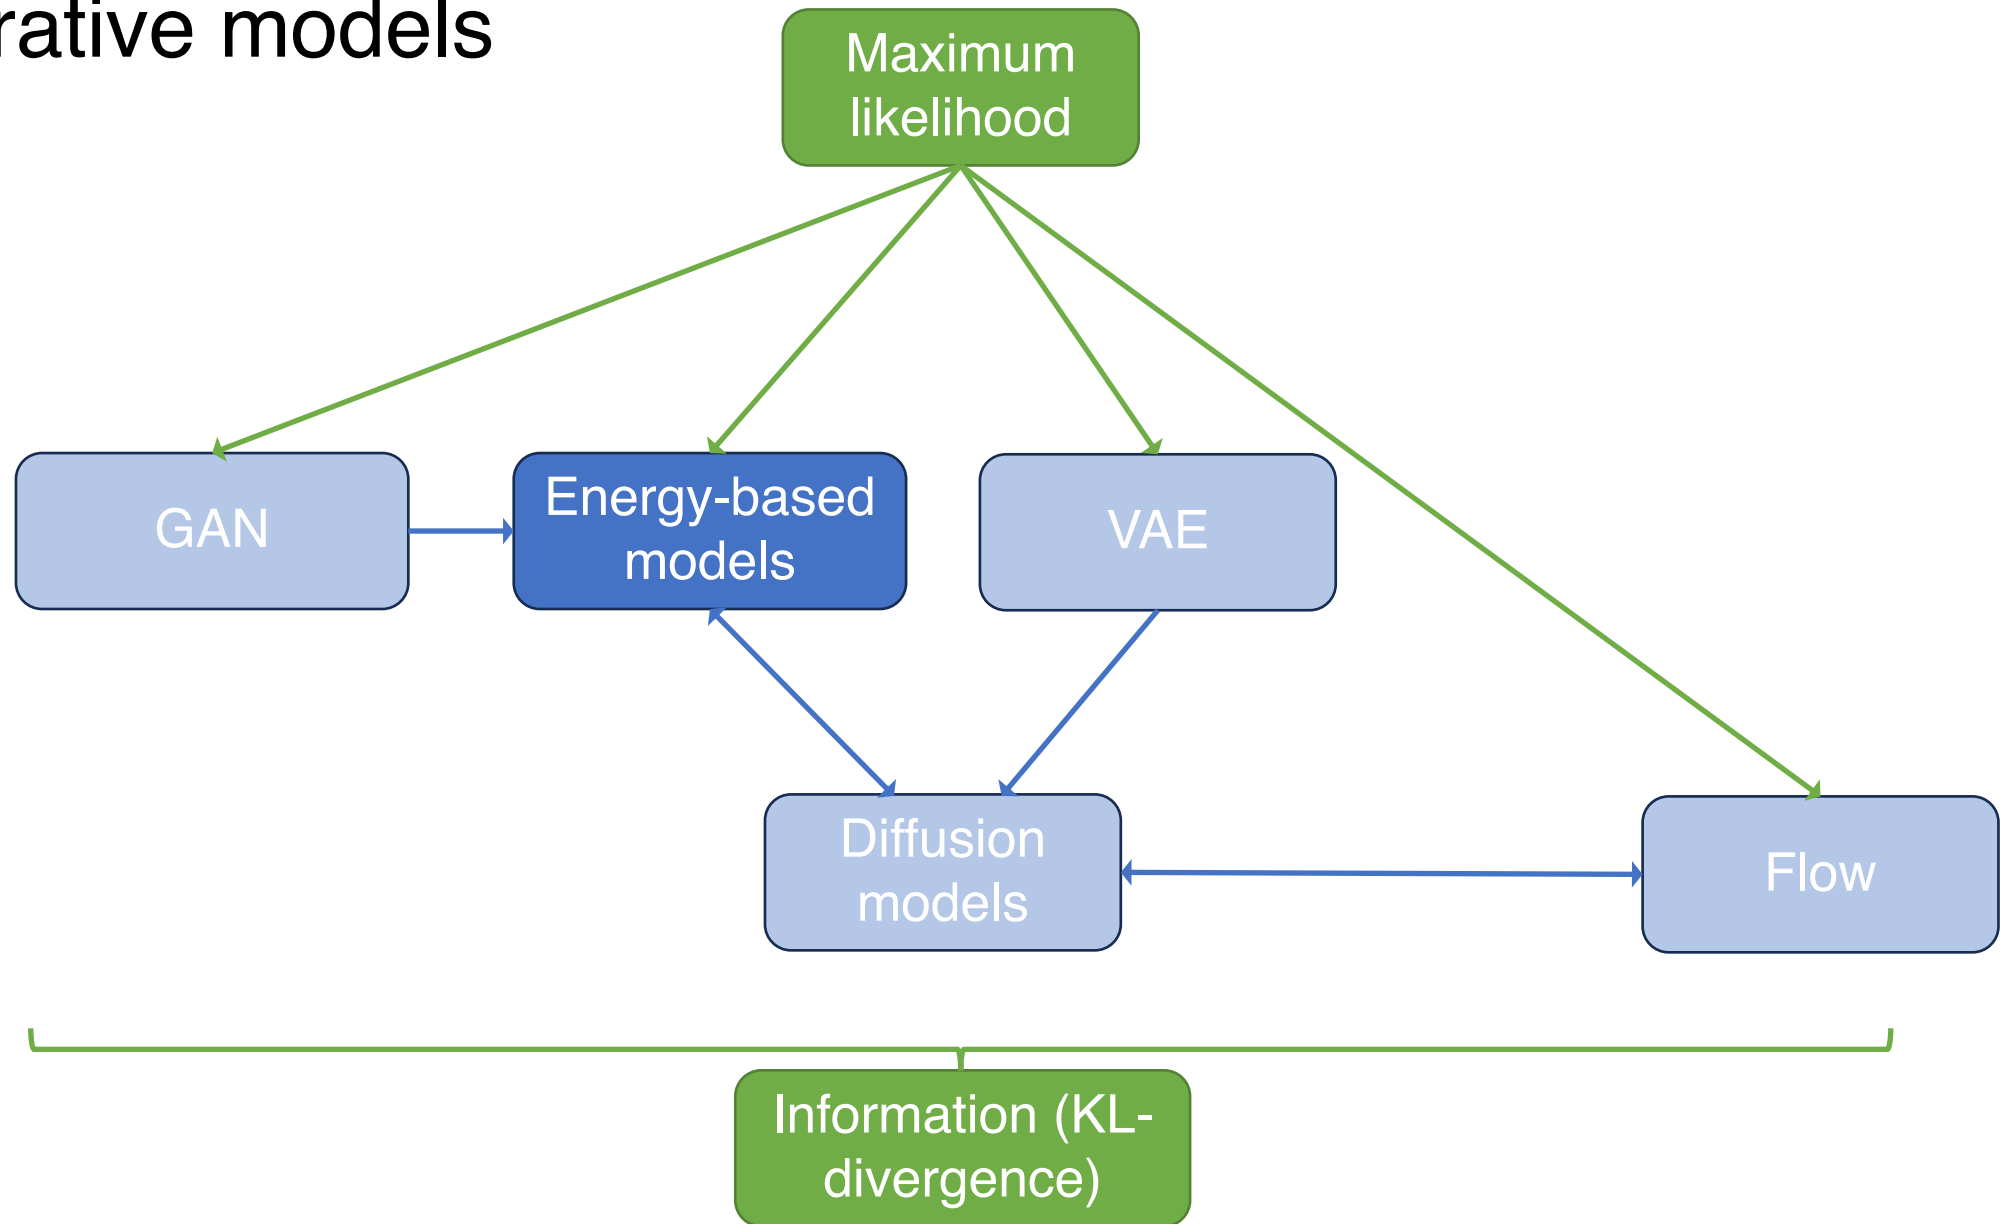 rative models
Maximum
likelihood
GAN
Energy-based
models
VAE
Diffusion
models
Flow
Information (KL-
divergence)